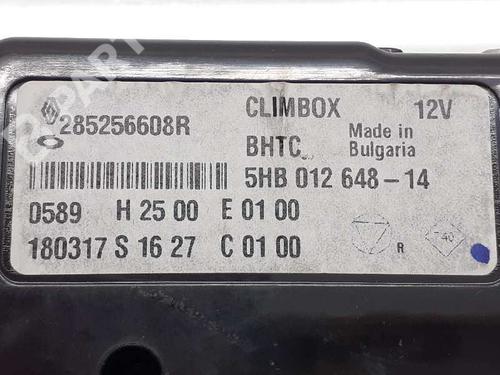 285256608R CLIMBOX 12V
BHTC Made in
Bulgaria
5HB 012 648-14
0589 H 25 00 E 01 00
180317 S 16 27 C 01 00
R 40